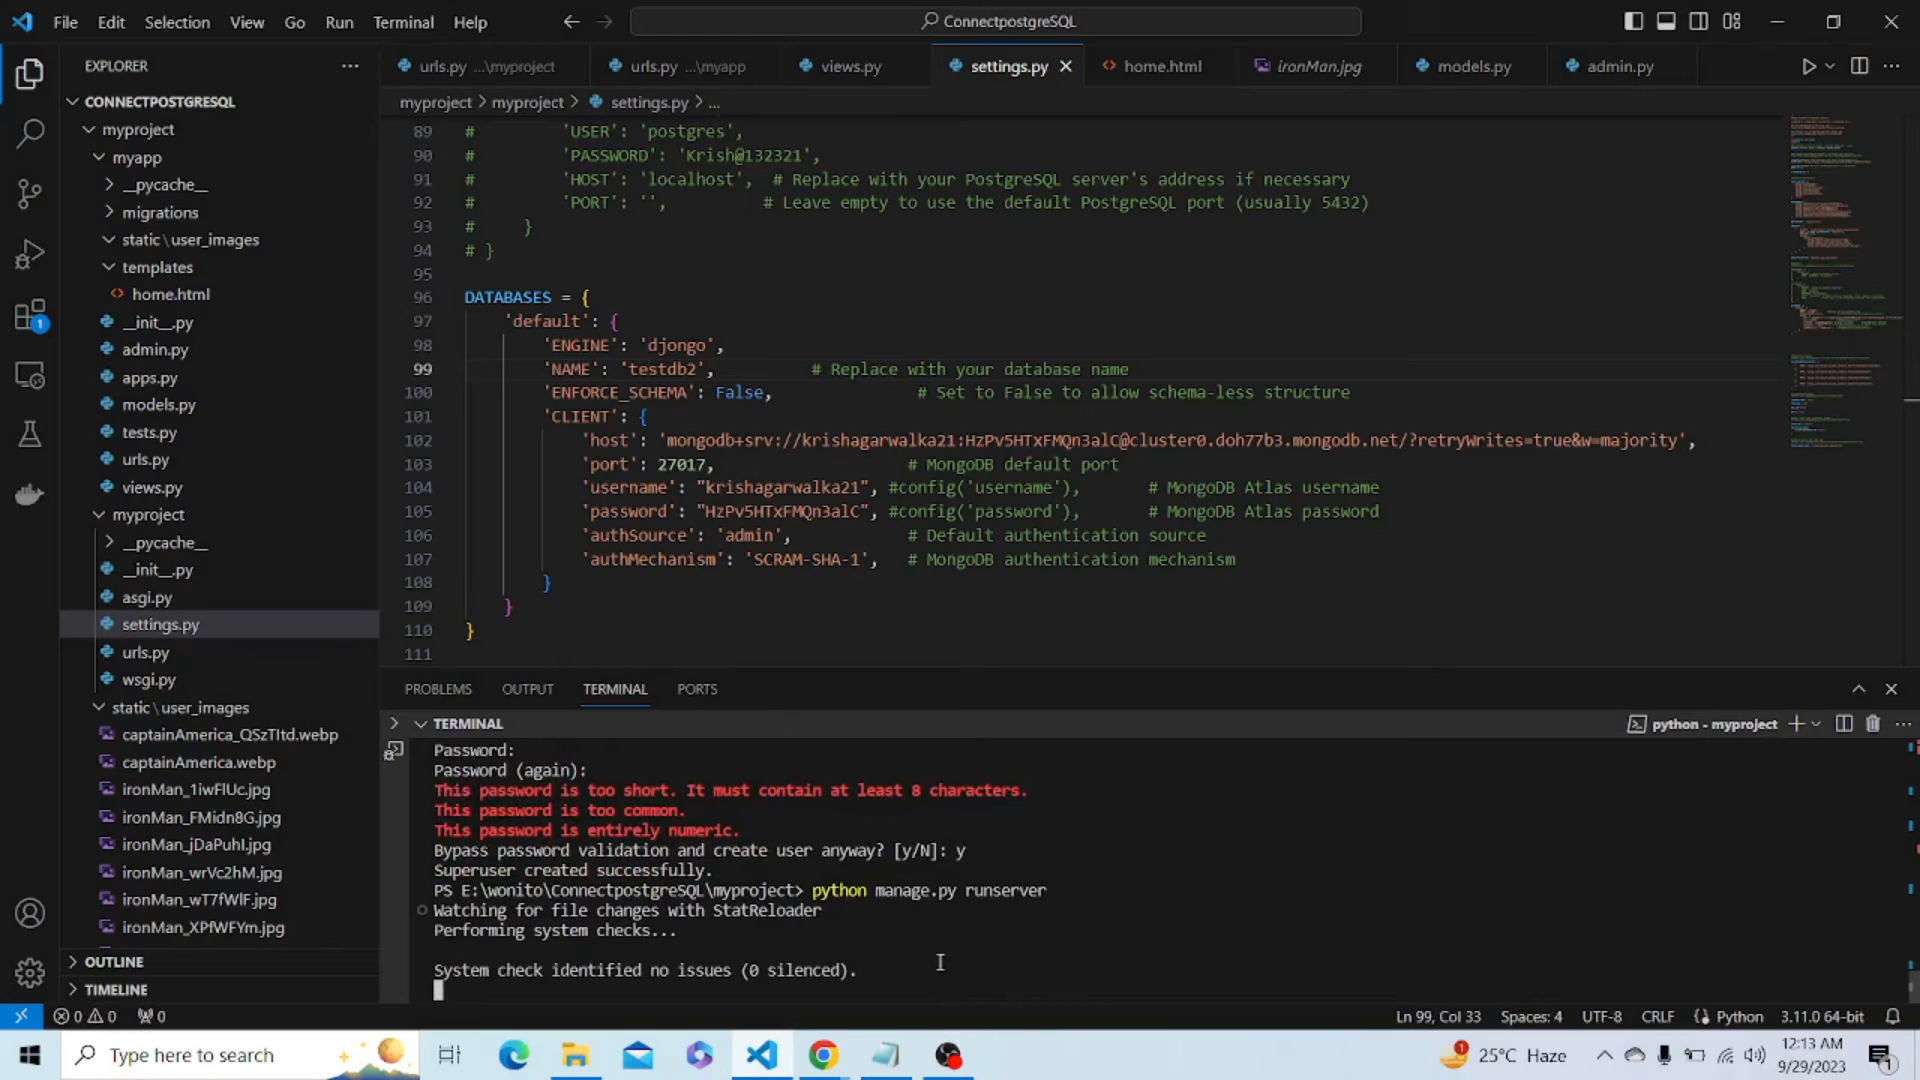 File Edit Selection View Go Run Terminal Help
ConnectpostgreSQL
EXPLORER
CONNECTPOSTGRESQL
myproject
myapp
__pycache__
migrations
static\user_images
templates
home.html
__init__.py
admin.py
apps.py
models.py
tests.py
urls.py
views.py
myproject
__pycache__
__init__.py
asgi.py
settings.py
urls.py
wsgi.py
static\user_images
captainAmerica_QSzTItd.webp
captainAmerica.webp
ironMan_1iwFlUc.jpg
ironMan_FMidn8G.jpg
ironMan_jDaPuhI.jpg
ironMan_wrVc2hM.jpg
ironMan_wT7fWlF.jpg
ironMan_XPfWFYm.jpg
OUTLINE
TIMELINE
urls.py ...\myproject urls.py ...\myapp views.py settings.py home.html ironMan.jpg models.py admin.py
myproject > myproject > settings.py > ...
89 # 'USER': 'postgres',
90 # 'PASSWORD': 'Krish@132321',
91 # 'HOST': 'localhost', # Replace with your PostgreSQL server's address if necessary
92 # 'PORT': '', # Leave empty to use the default PostgreSQL port (usually 5432)
93 # }
94 # }
95
96 DATABASES = {
97 'default': {
98 'ENGINE': 'djongo',
99 'NAME': 'testdb2', # Replace with your database name
100 'ENFORCE_SCHEMA': False, # Set to False to allow schema-less structure
101 'CLIENT': {
102 'host': 'mongodb+srv://krishagarwalka21:HzPv5HTxFMQn3alC@cluster0.doh77b3.mongodb.net/?retryWrites=true&w=majority',
103 'port': 27017, # MongoDB default port
104 'username': "krishagarwalka21", #config('username'), # MongoDB Atlas username
105 'password': "HzPv5HTxFMQn3alC", #config('password'), # MongoDB Atlas password
106 'authSource': 'admin', # Default authentication source
107 'authMechanism': 'SCRAM-SHA-1', # MongoDB authentication mechanism
108 }
109 }
110 }
111
PROBLEMS OUTPUT TERMINAL PORTS
TERMINAL
python - myproject
Password:
Password (again):
This password is too short. It must contain at least 8 characters.
This password is too common.
This password is entirely numeric.
Bypass password validation and create user anyway? [y/N]: y
Superuser created successfully.
PS E:\wonito\ConnectpostgreSQL\myproject> python manage.py runserver
Watching for file changes with StatReloader
Performing system checks...
System check identified no issues (0 silenced).
0 0 0 Ln 99, Col 33 Spaces: 4 UTF-8 CRLF Python 3.11.0 64-bit
Type here to search
25°C Haze
12:13 AM
9/29/2023